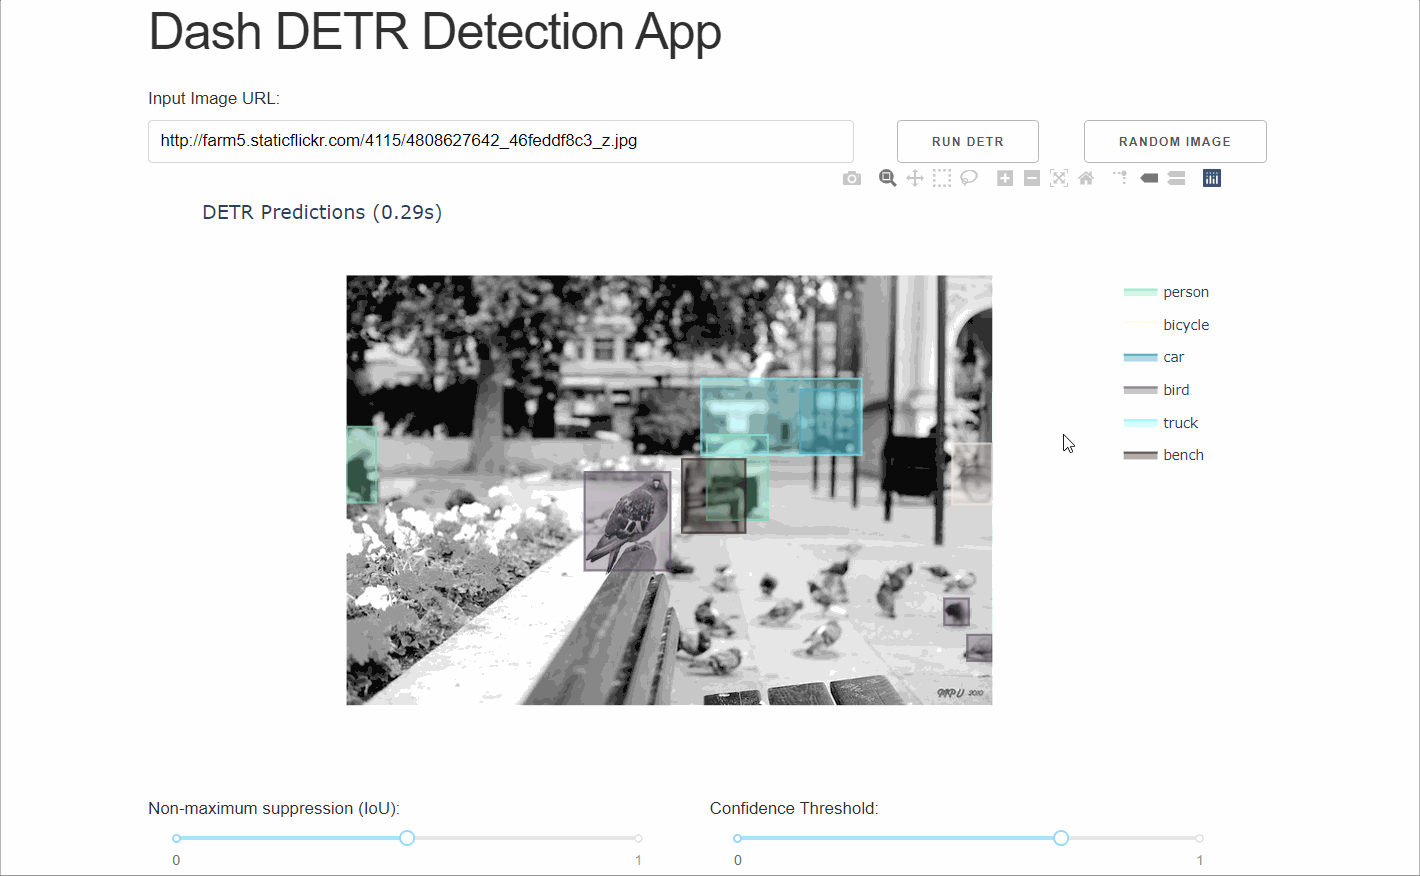 Dash DETR Detection App
Input Image URL:
http://farm5.staticflickr.com/4115/4808627642_46feddf8c3_z.jpg
RUN DETR
RANDOM IMAGE
DETR Predictions (0.29s)
person
bicycle
car
bird
truck
bench
2010
Non-maximum suppression (IoU):
Confidence Threshold:
0 1
0 1